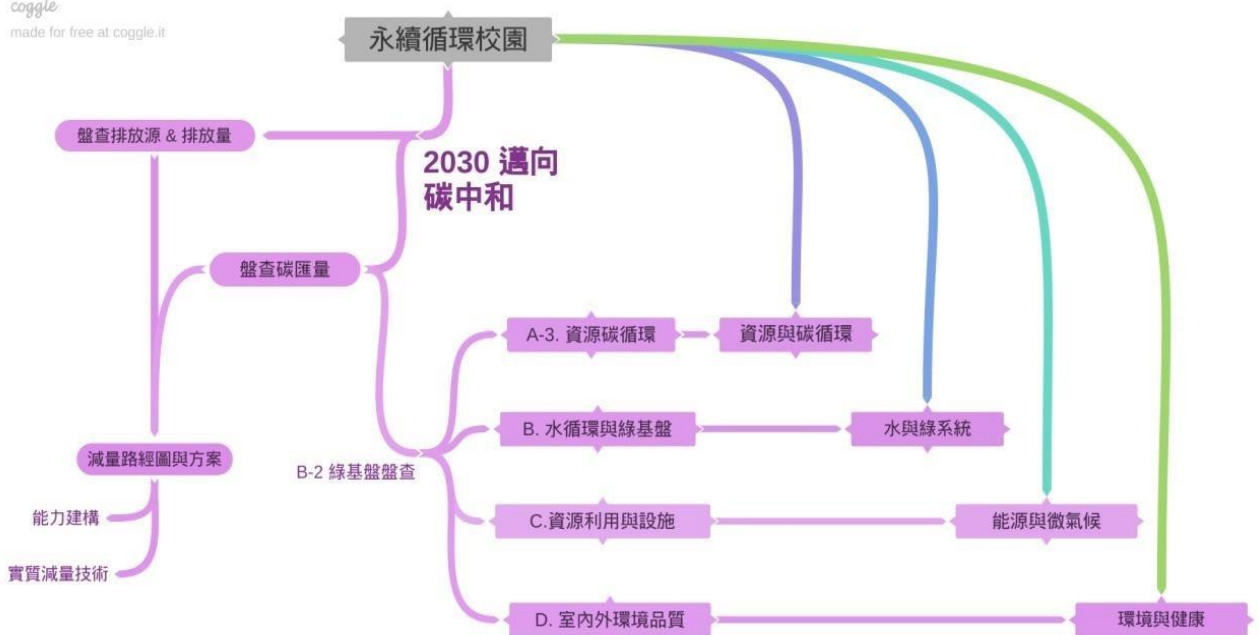 coggle
made for free at coggle.it
永續循環校園
盤查排放源 & 排放量
2030 邁向
碳中和
盤查碳匯量
A-3. 資源碳循環
資源與碳循環
B. 水循環與綠基盤
水與綠系統
減量路經圖與方案
B-2 綠基盤盤查
能力建構
C.資源利用與設施
能源與微氣候
實質減量技術
D. 室內外環境品質
環境與健康